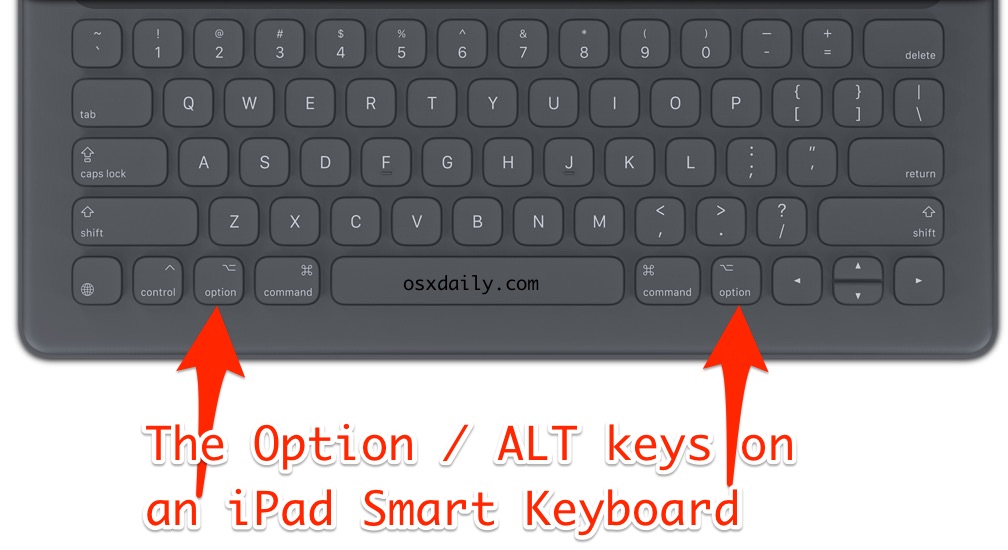 ~ ! @ # $ % ^ & * ( ) — +
` 1 2 3 4 5 6 7 8 9 0 - = delete
tab Q W E R T Y U I O P { [ } ] | \
caps lock A S D F G H J K L : ; " ' return
shift Z X C V B N M < , > . ? / shift
^ ⌥ ⌘ ⌘ ⌥ ▲
control option command osxdaily.com command option ◀ ▼ ▶
The Option / ALT keys on
an iPad Smart Keyboard